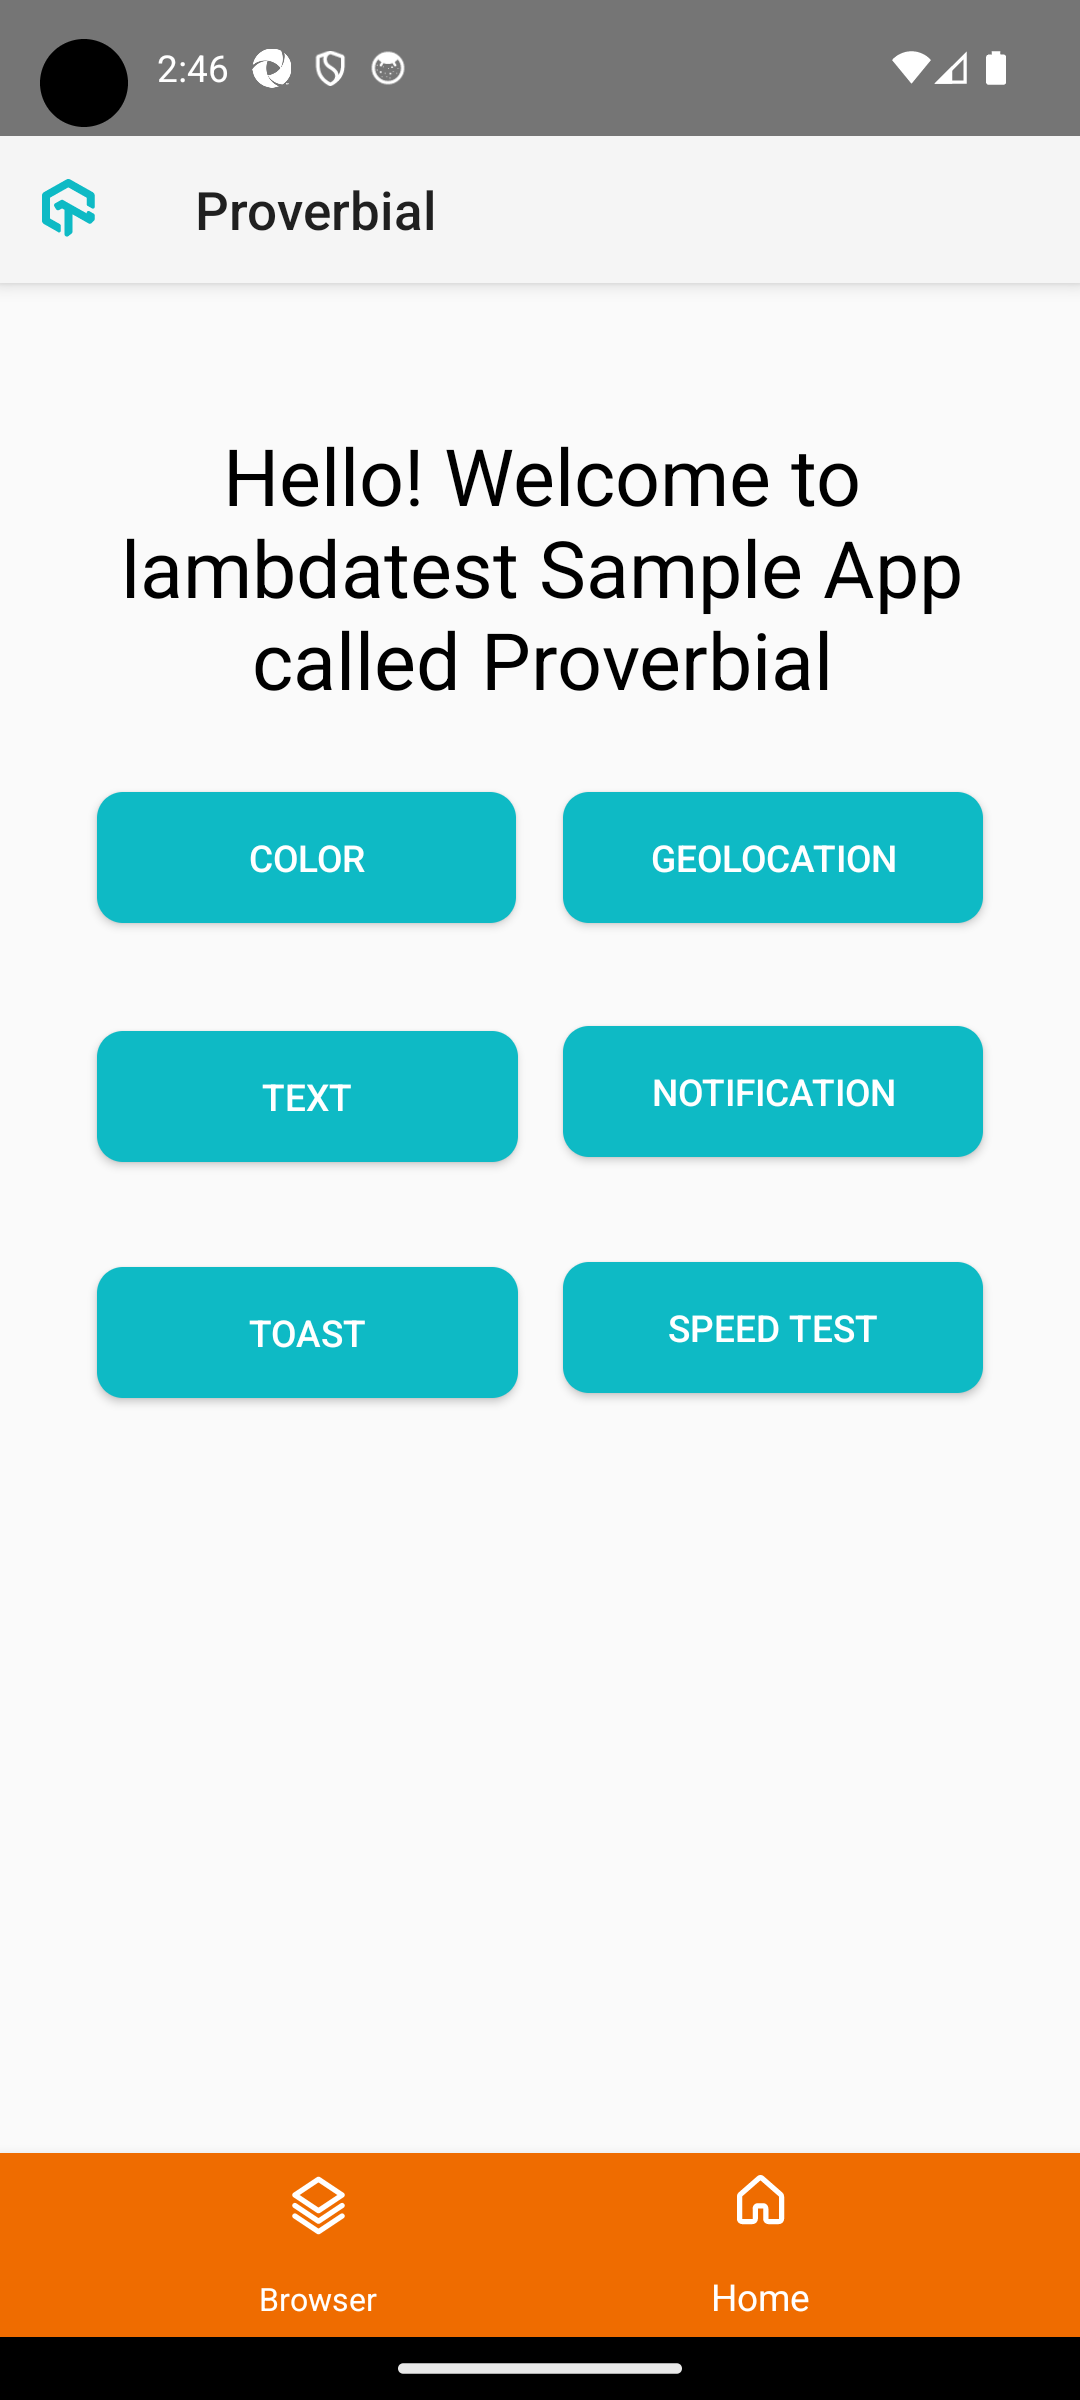 2:46
Proverbial
Hello! Welcome to
lambdatest Sample App
called Proverbial
COLOR
GEOLOCATION
TEXT
NOTIFICATION
TOAST
SPEED TEST
Browser
Home